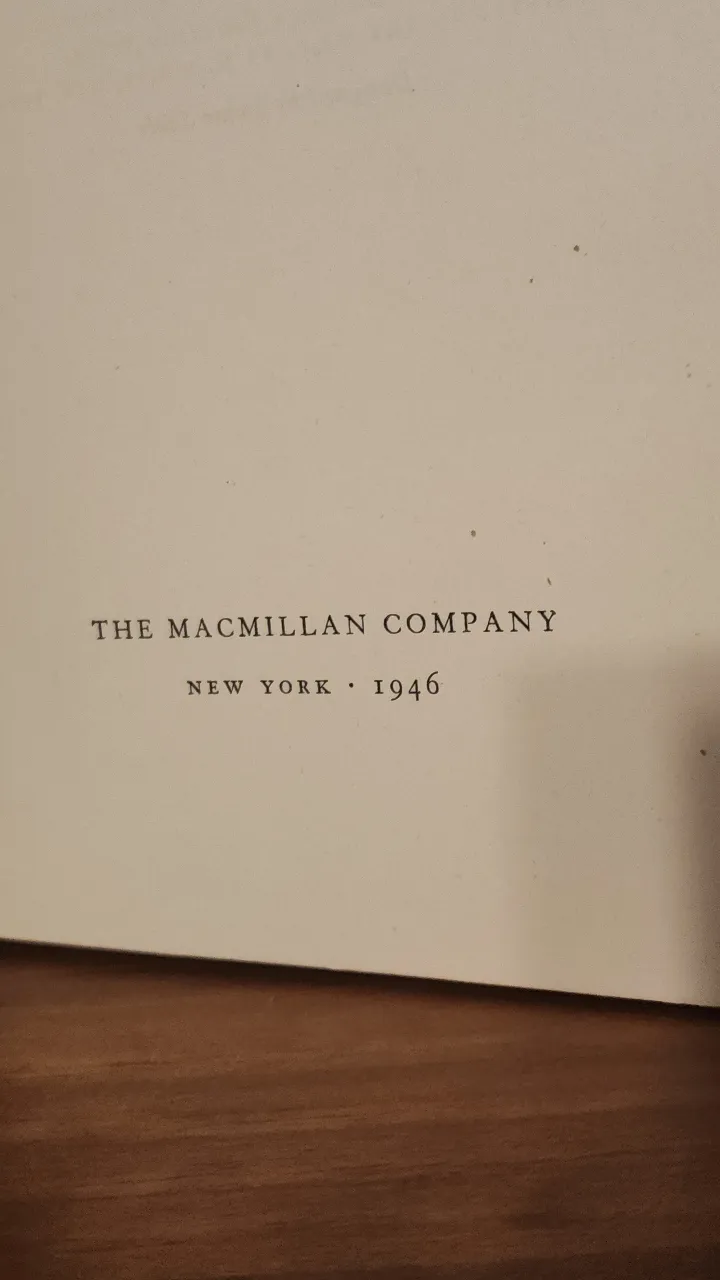 THE MACMILLAN COMPANY
NEW YORK · 1946